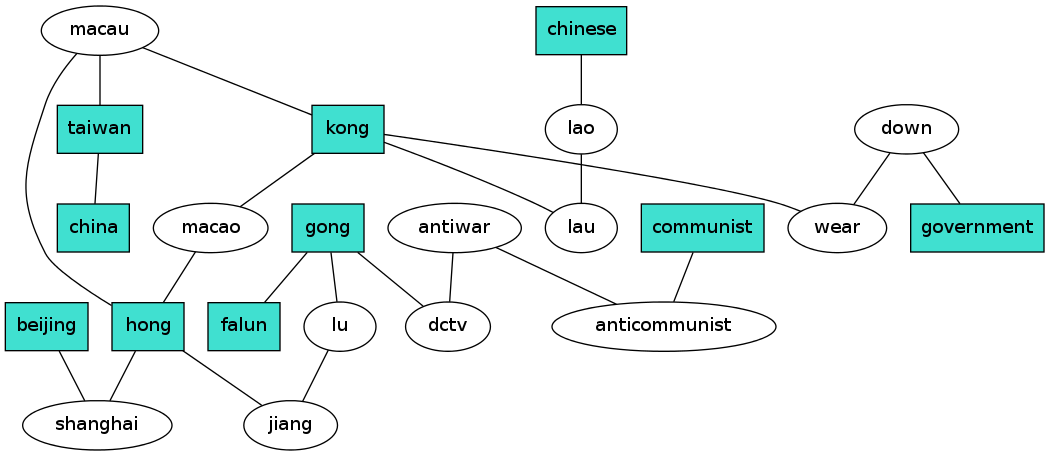 macau
chinese
taiwan
kong
lao
down
china
macao
gong
antiwar
lau
communist
wear
government
beijing
hong
falun
lu
dctv
anticommunist
shanghai
jiang